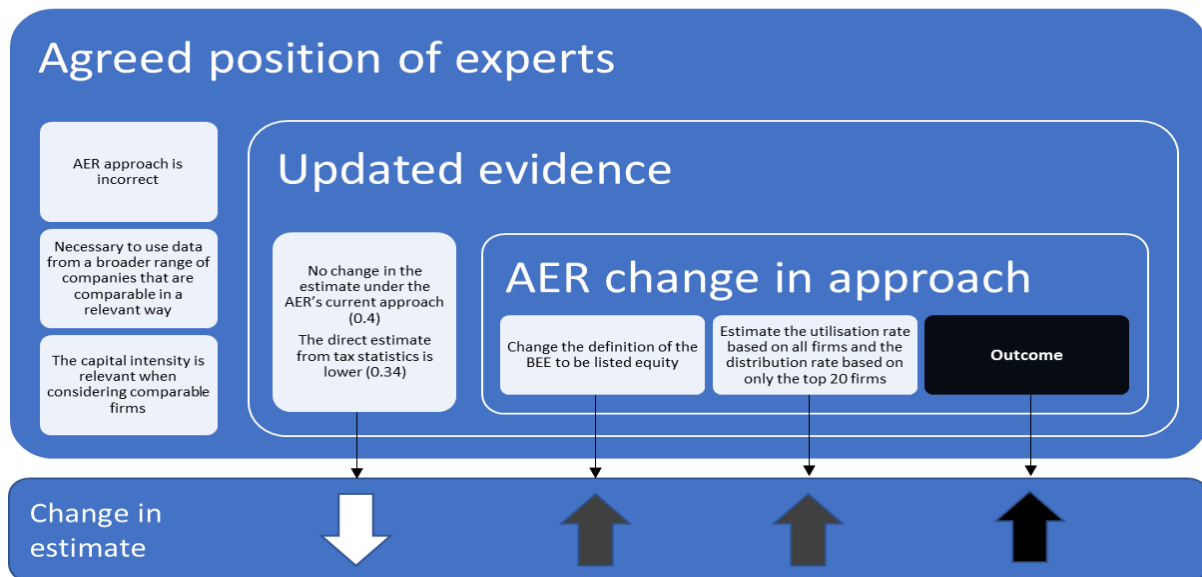 Agreed position of experts
AER approach is
incorrect
Necessary to use data
from a broader range of
companies that are
comparable in a
relevant way
The capital intensity is
relevant when
considering comparable
firms
Updated evidence
No change in the
estimate under the
AER's current approach
(0.4)
The direct estimate
from tax statistics is
lower (0.34)
AER change in approach
Change the definition of the
BEE to be listed equity
Estimate the utilisation rate
based on all firms and the
distribution rate based on
only the top 20 firms
Outcome
Change in
estimate